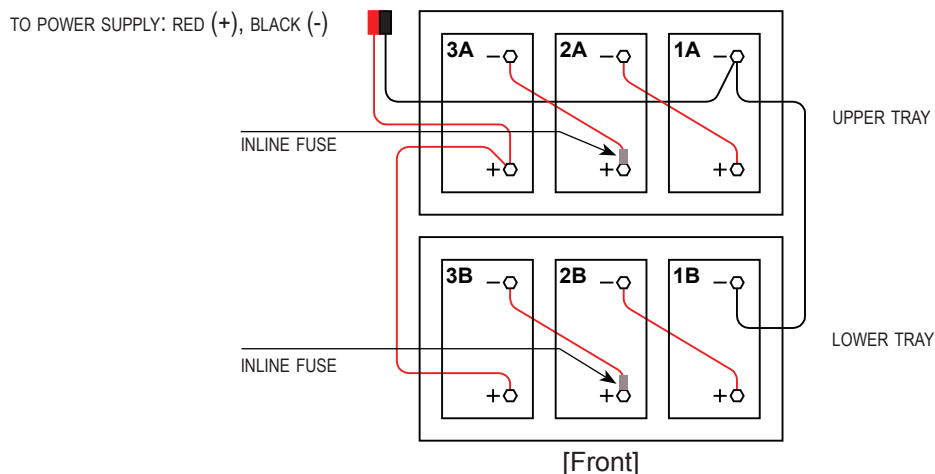 TO POWER SUPPLY: RED (+), BLACK (-)
3A
2A
1A
−
−
−
UPPER TRAY
INLINE FUSE
+
+
+
3B
2B
1B
−
−
−
LOWER TRAY
INLINE FUSE
+
+
+
[Front]